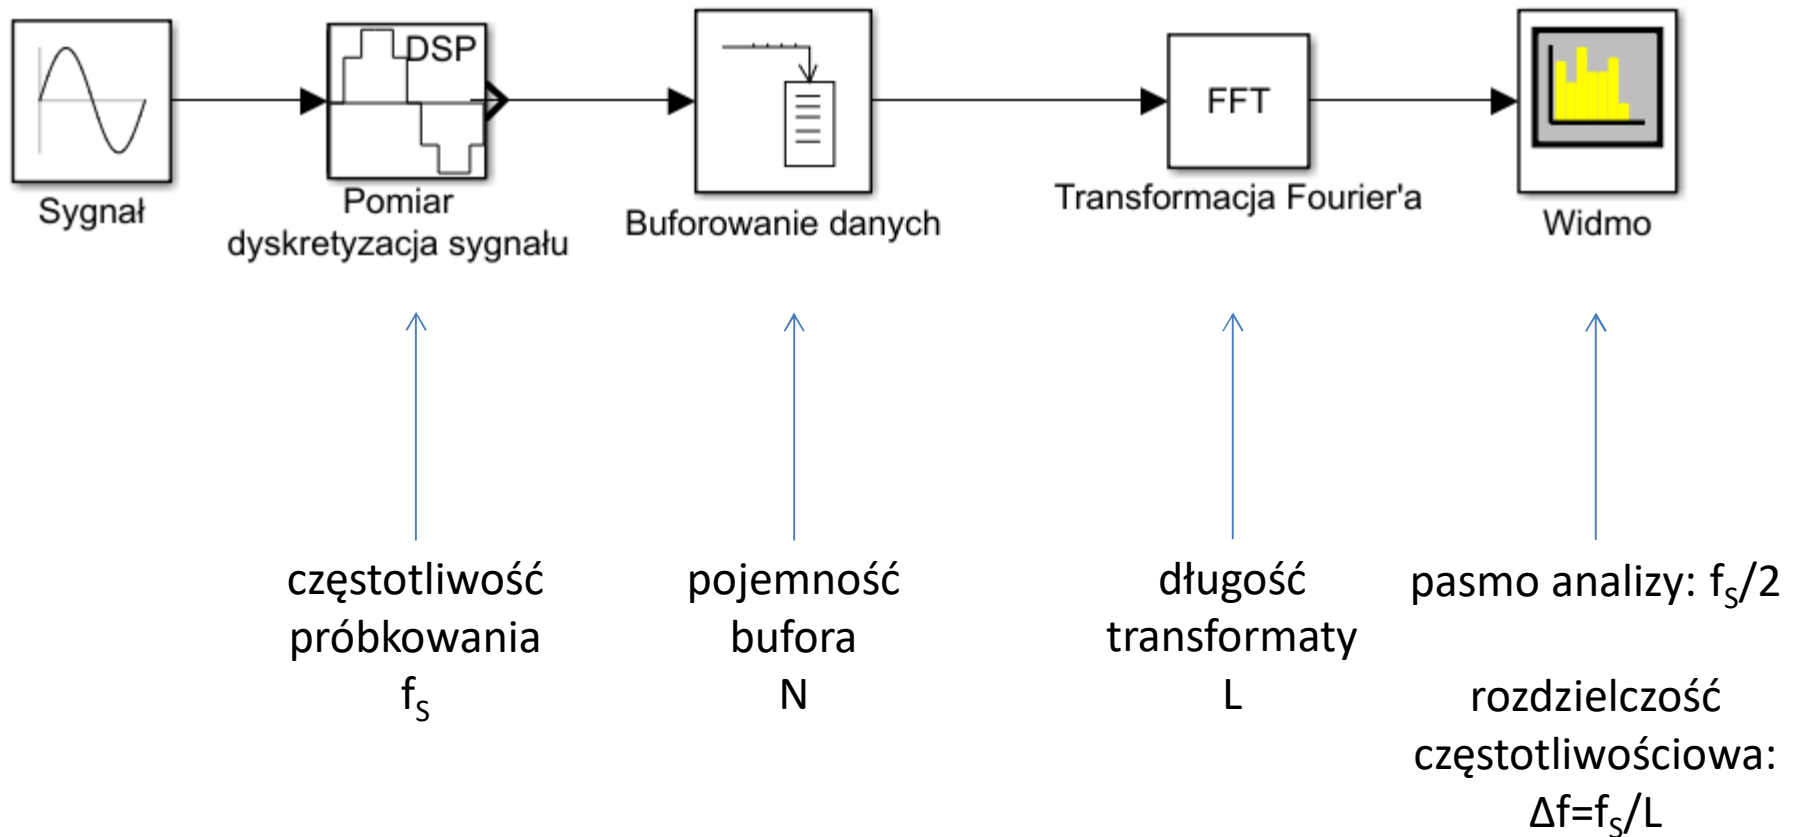 DSP
FFT
Sygnał
Pomiar
dyskretyzacja sygnału
Buforowanie danych
Transformacja Fourier'a
Widmo
częstotliwość
próbkowania
fₛ
pojemność
bufora
N
długość
transformaty
L
pasmo analizy: fₛ/2
rozdzielczość
częstotliwościowa:
Δf=fₛ/L